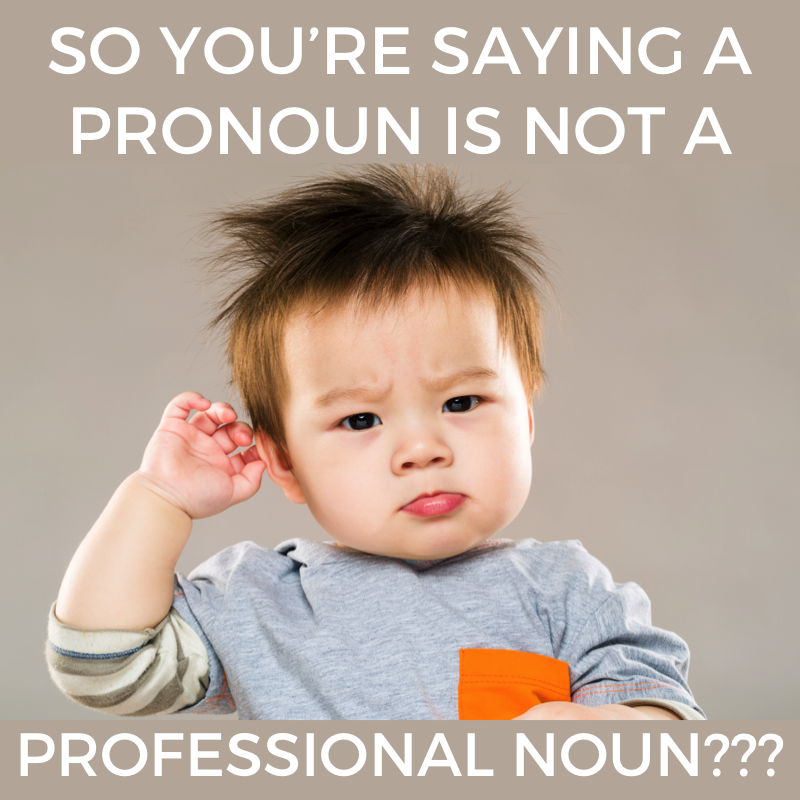 SO YOU’RE SAYING A
PRONOUN IS NOT A
PROFESSIONAL NOUN???